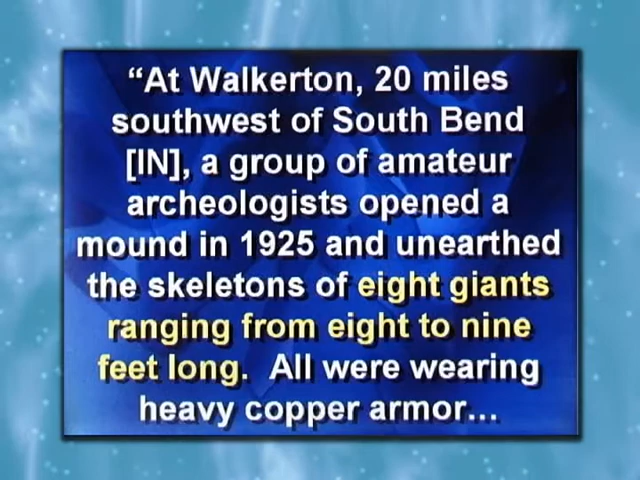 “At Walkerton, 20 miles
southwest of South Bend
[IN], a group of amateur
archeologists opened a
mound in 1925 and unearthed
the skeletons of eight giants
ranging from eight to nine
feet long.  All were wearing
heavy copper armor...